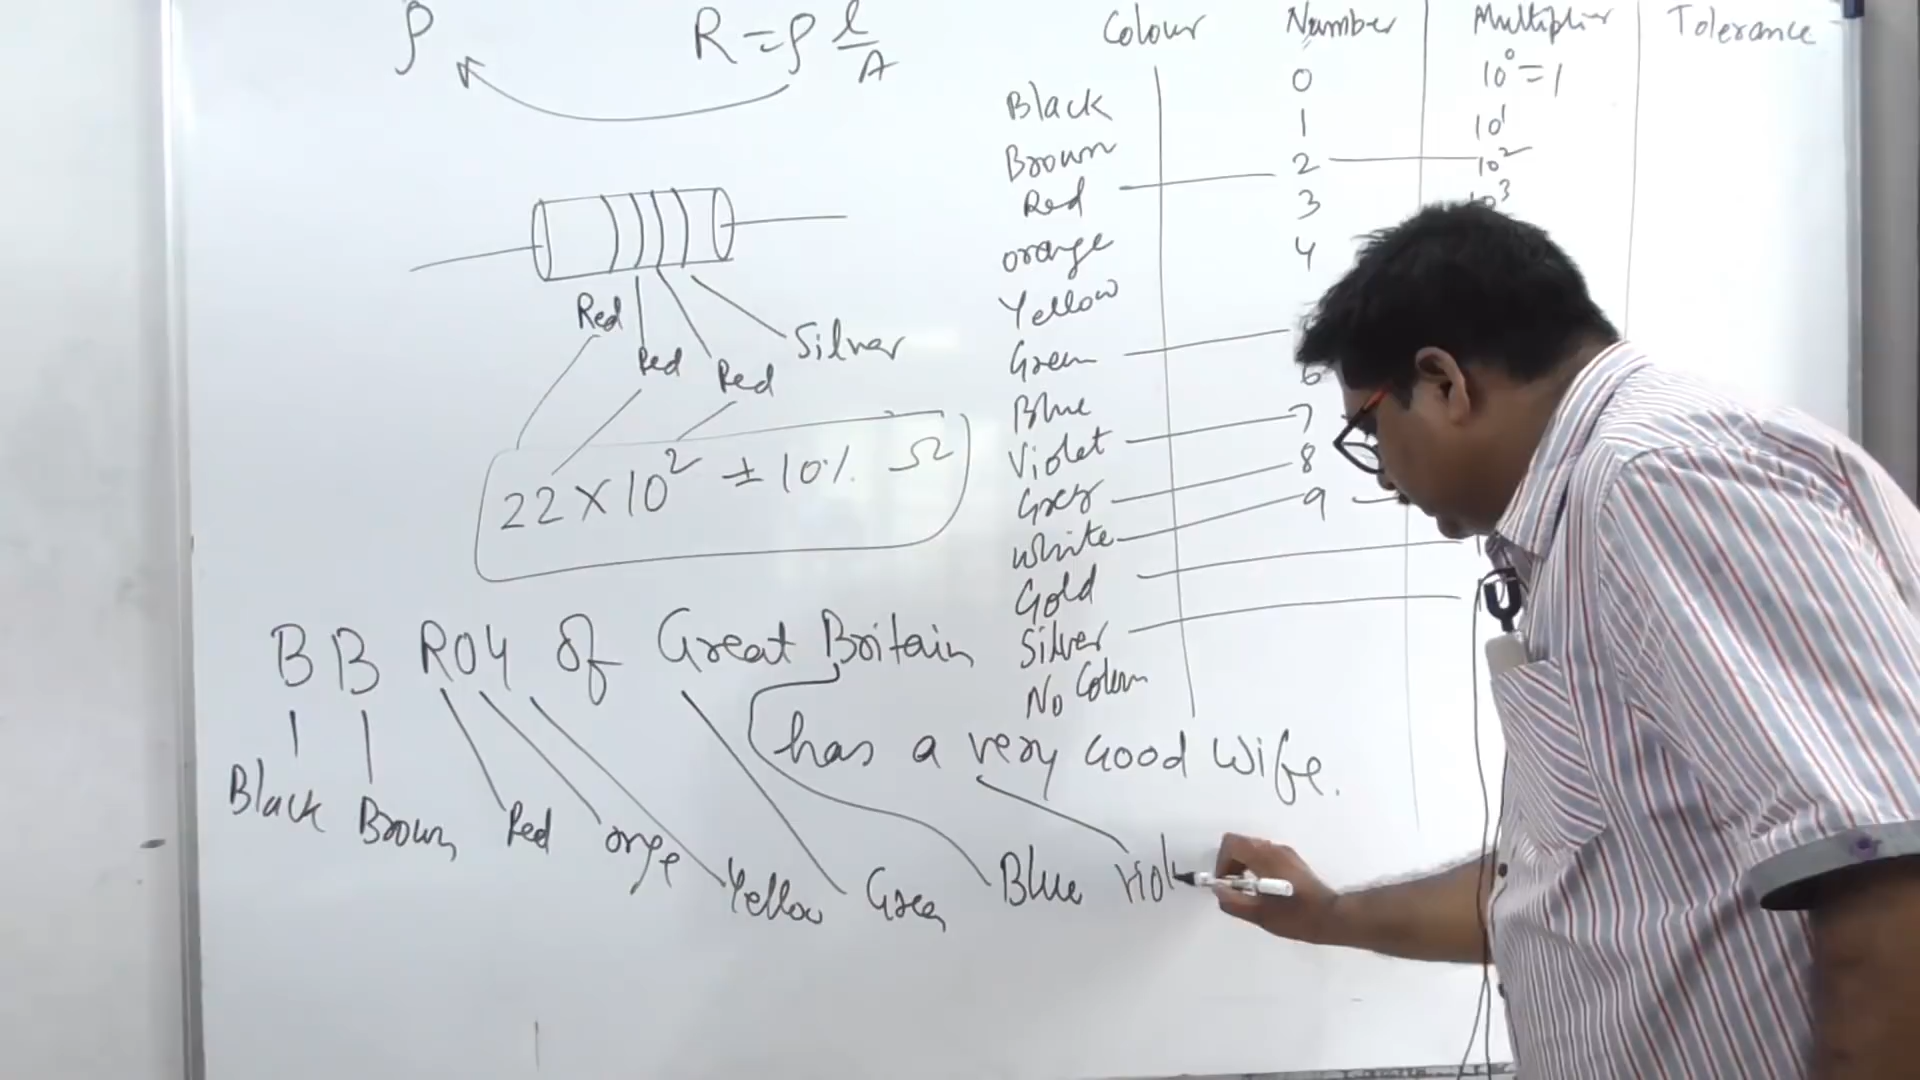 ρ
R = ρ l/A
Red
Red
Red
Silver
22 × 10² ± 10% Ω
Colour Number Multiplier Tolerance
Black 0 10⁰ = 1
Brown 1 10¹
Red 2 10²
orange 3 10³
Yellow 4
Green
Blue 6
Violet 7
Grey 8
White 9
Gold
Silver
No Colour
B B ROY of Great Britain
has a very Good Wife.
Black Brown Red orge Yellow Green Blue Viol